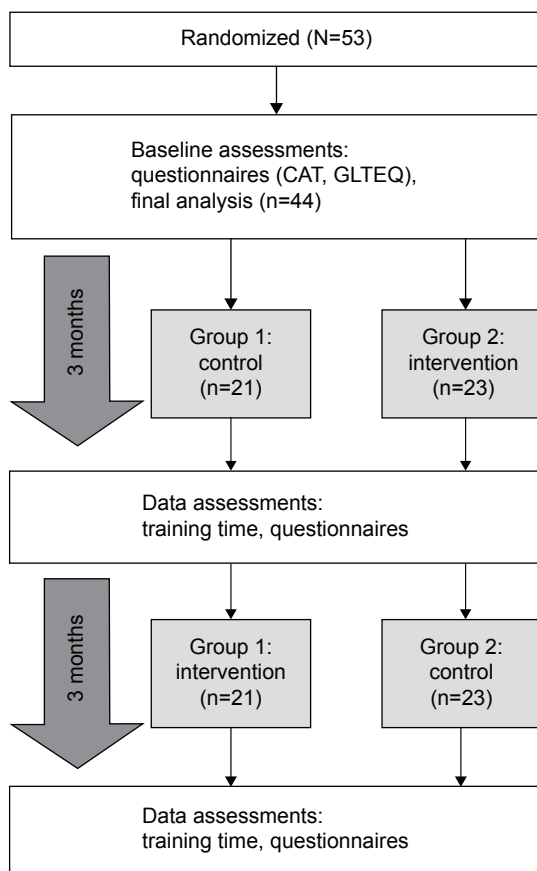 Randomized (N=53)
Baseline assessments:
questionnaires (CAT, GLTEQ),
final analysis (n=44)
3 months
Group 1:
control
(n=21)
Group 2:
intervention
(n=23)
Data assessments:
training time, questionnaires
3 months
Group 1:
intervention
(n=21)
Group 2:
control
(n=23)
Data assessments:
training time, questionnaires